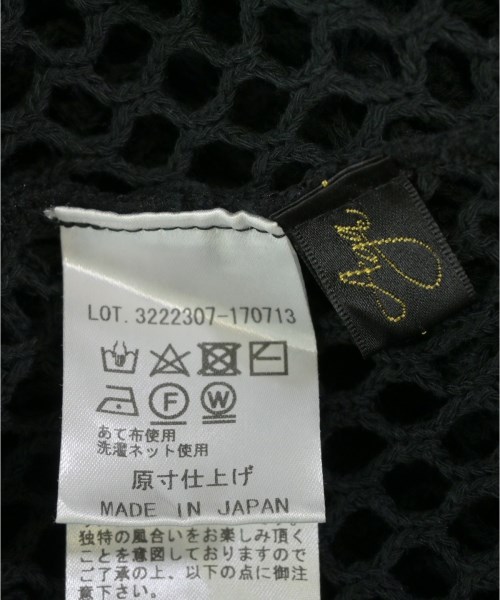 LOT. 3222307-170713
F W
あて布使用
洗濯ネット使用
原寸仕上げ
MADE IN JAPAN
独特の風合いをお楽しみ頂く
ことを意図しておりますので
ご了承の上、以下の点に御注
意下さい